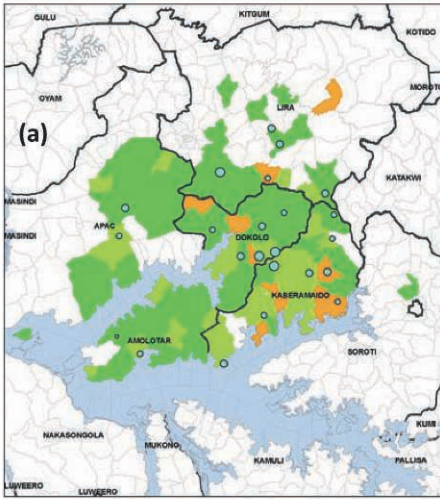 GULU
KITGUM
KOTIDO
OYAM
LIRA
MOROTO
(a)
KATAKWI
MASINDI
APAC
MASINDI
DOKOLO
KABERAMAIDO
AMOLOTAR
SOROTI
KUMI
NAKASONGOLA
MUKONO
KAMULI
PALLISA
LUWEERO
LUWEERO